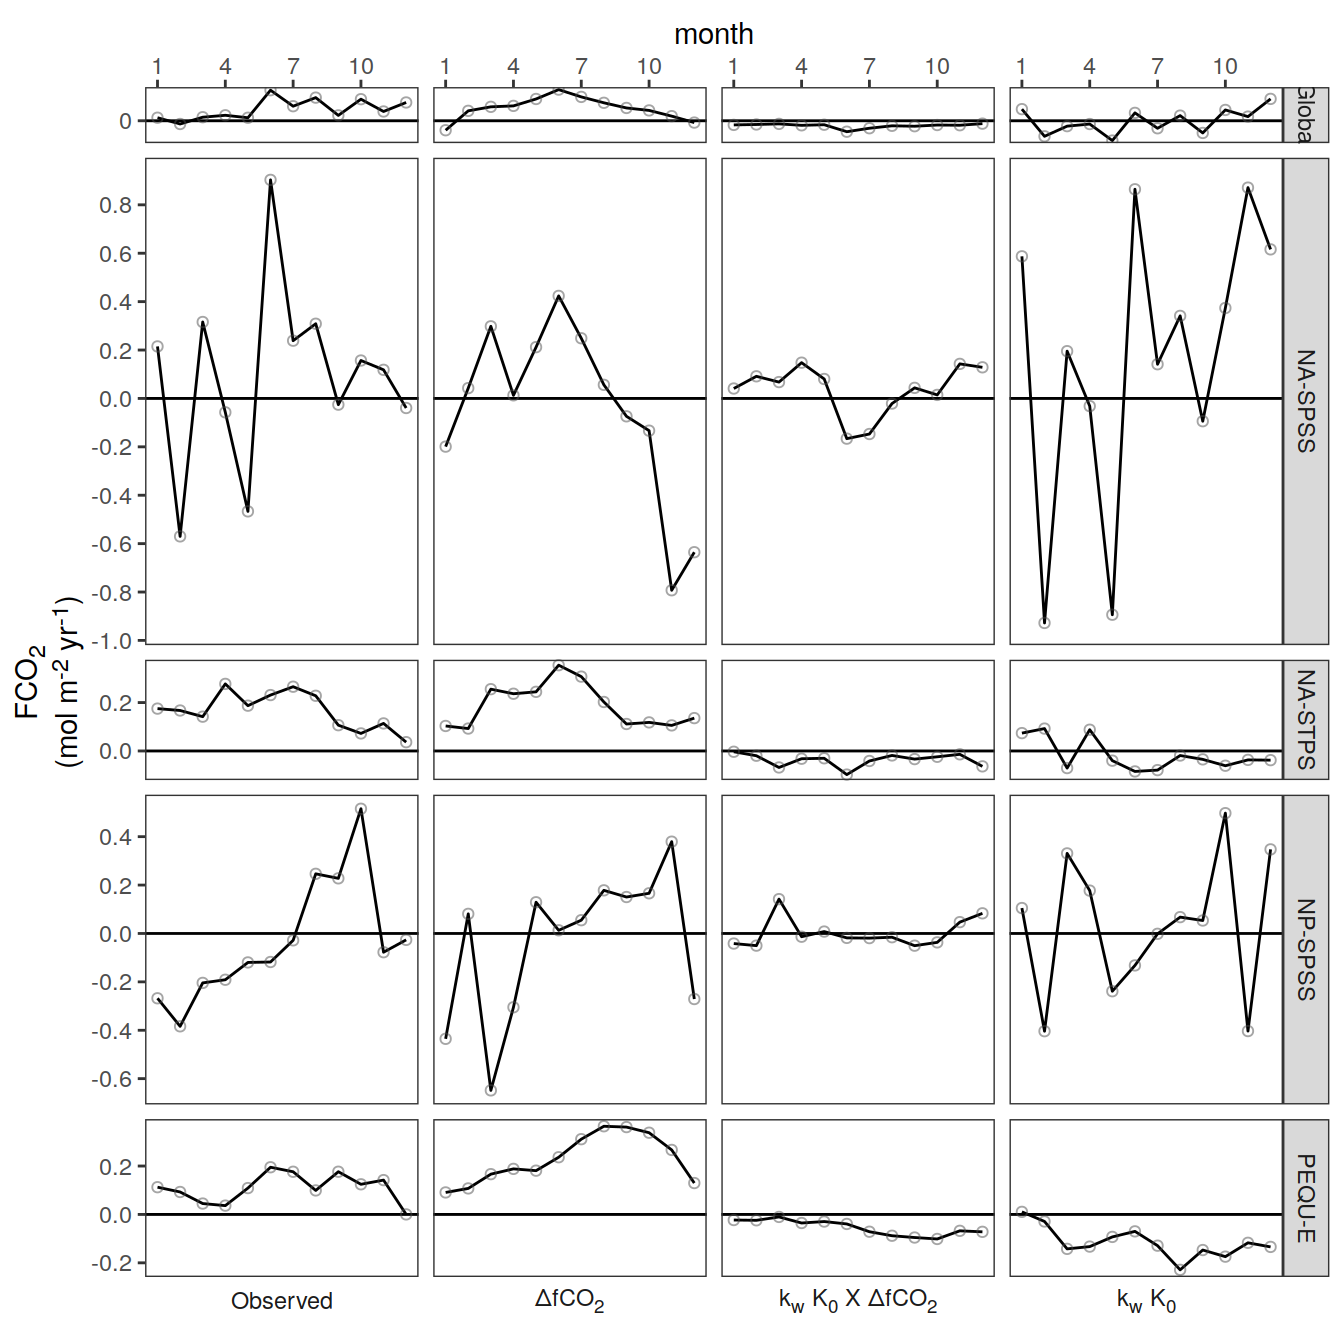 month
1 4 7 10 1 4 7 10 1 4 7 10 1 4 7 10
0
Globa
0.8
0.6
0.4
0.2
0.0
-0.2
-0.4
-0.6
-0.8
-1.0
NA-SPSS
FCO₂
(mol m⁻² yr⁻¹)
0.2
0.0
NA-STPS
0.4
0.2
0.0
-0.2
-0.4
-0.6
NP-SPSS
0.2
0.0
-0.2
PEQU-E
Observed ΔfCO₂ k_w K₀ X ΔfCO₂ k_w K₀